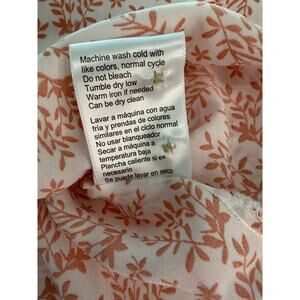 Machine wash cold with
like colors, normal cycle
Do not bleach
Tumble dry low
Warm iron if needed
Can be dry clean
Lavar a máquina con agua
fria y prendas de colores
similares en el ciclo normal
No usar blanqueador
Secar a máquina a
temperatura baja
Plancha caliente si es
necesario
Se puede lavar en seco